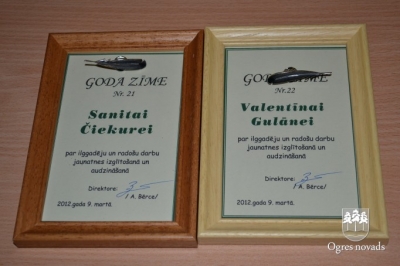 GODA ZĪME
Nr. 21
Sanitai
Čiekurei
par ilggadēju un radošu darbu
jaunatnes izglītošanā un
audzināšanā
Direktore:
/ A. Bērce/
2012.gada 9. martā.
GODA ZĪME
Nr.22
Valentīnai
Gulānei
par ilggadēju un radošu darbu
jaunatnes izglītošanā un
audzināšanā
Direktore:
/ A. Bērce/
2012.gada 9. martā.
Ogres novads